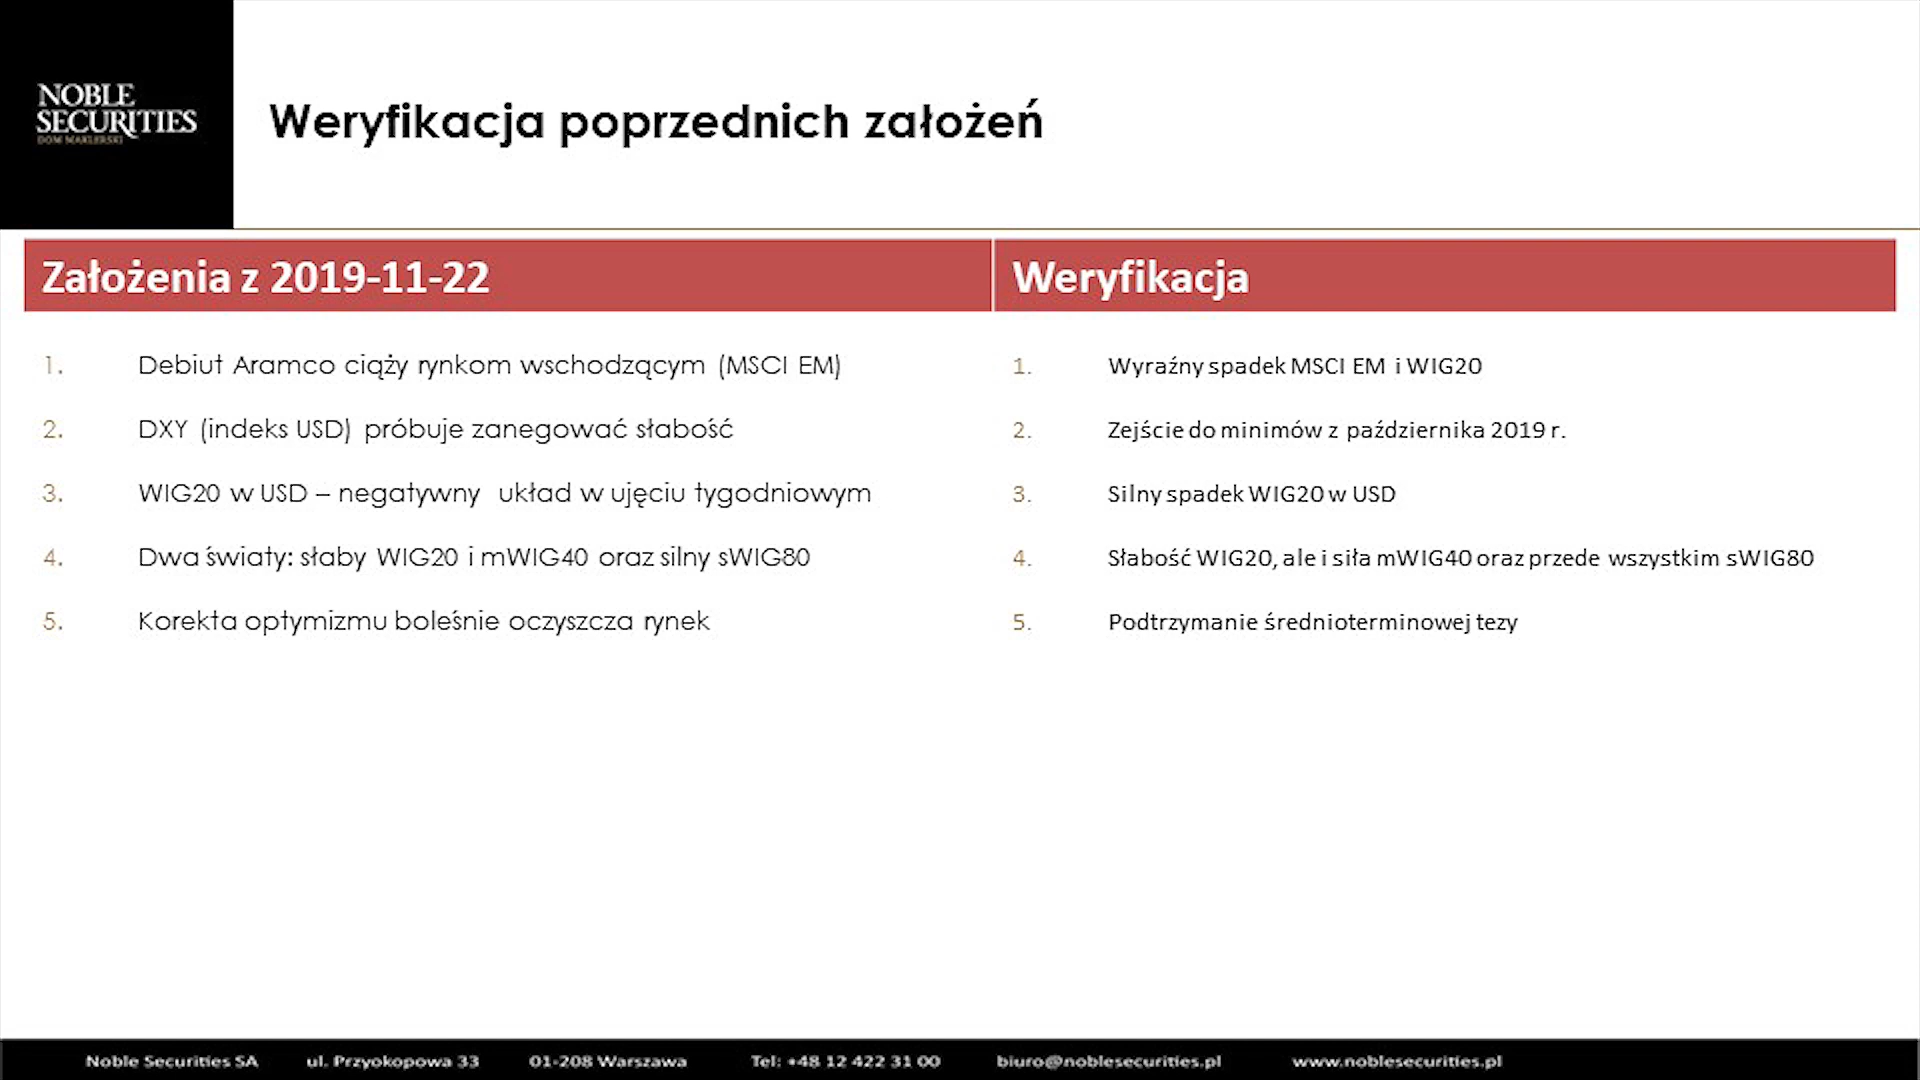 NOBLE
SECURITIES
DOM MAKLERSKI
Weryfikacja poprzednich założeń
Założenia z 2019-11-22
Weryfikacja
1. Debiut Aramco ciąży rynkom wschodzącym (MSCI EM)
1. Wyraźny spadek MSCI EM i WIG20
2. DXY (indeks USD) próbuje zanegować słabość
2. Zejście do minimów z października 2019 r.
3. WIG20 w USD – negatywny układ w ujęciu tygodniowym
3. Silny spadek WIG20 w USD
4. Dwa światy: słaby WIG20 i mWIG40 oraz silny sWIG80
4. Słabość WIG20, ale i siła mWIG40 oraz przede wszystkim sWIG80
5. Korekta optymizmu boleśnie oczyszcza rynek
5. Podtrzymanie średnioterminowej tezy
Noble Securities SA ul. Przyokopowa 33 01-208 Warszawa Tel: +48 12 422 31 00 biuro@noblesecurities.pl www.noblesecurities.pl